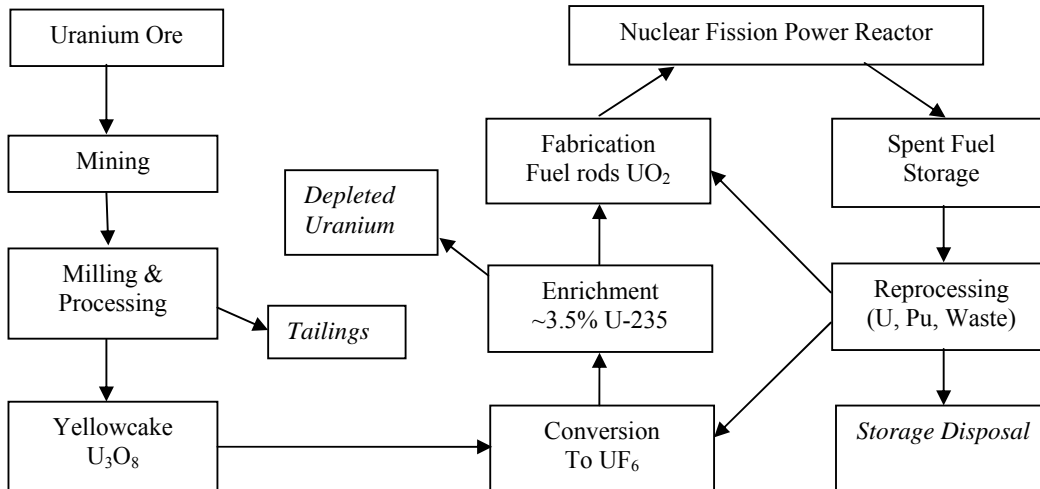 Uranium Ore
Mining
Milling &
Processing
Tailings
Yellowcake
U₃O₈
Conversion
To UF₆
Enrichment
~3.5% U-235
Depleted
Uranium
Fabrication
Fuel rods UO₂
Nuclear Fission Power Reactor
Spent Fuel
Storage
Reprocessing
(U, Pu, Waste)
Storage Disposal